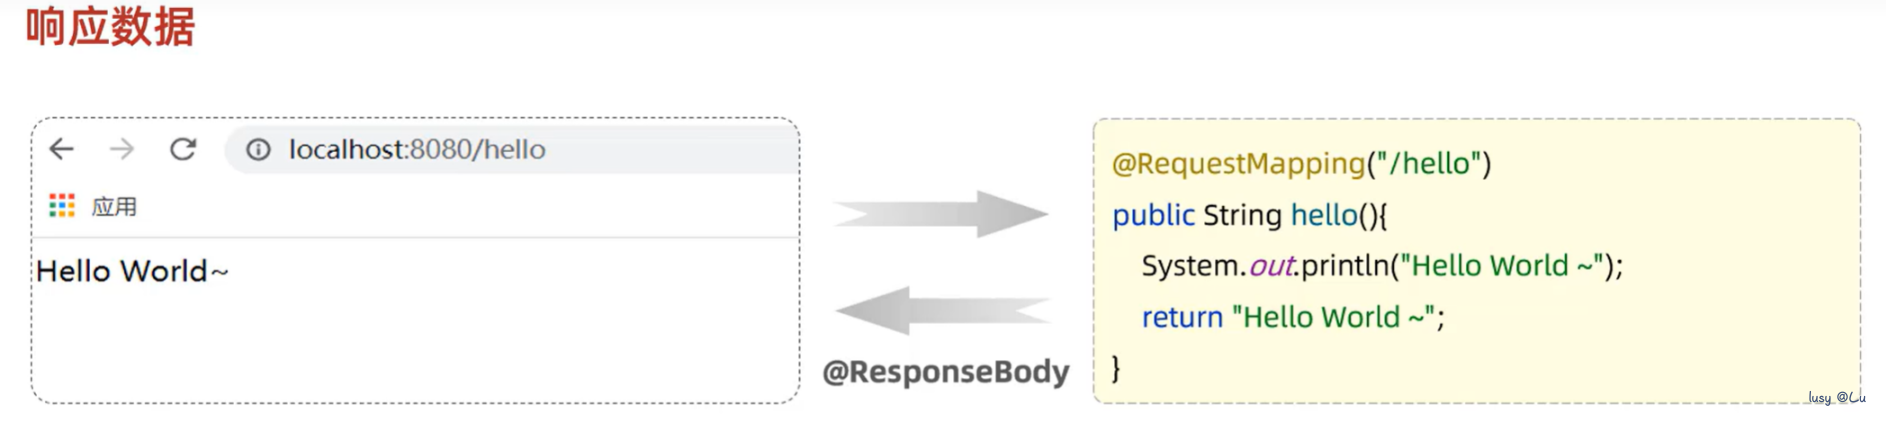 响应数据
localhost:8080/hello
应用
Hello World~
@ResponseBody
@RequestMapping("/hello")
public String hello(){
System.out.println("Hello World ~");
return "Hello World ~";
}
lusy @Lu